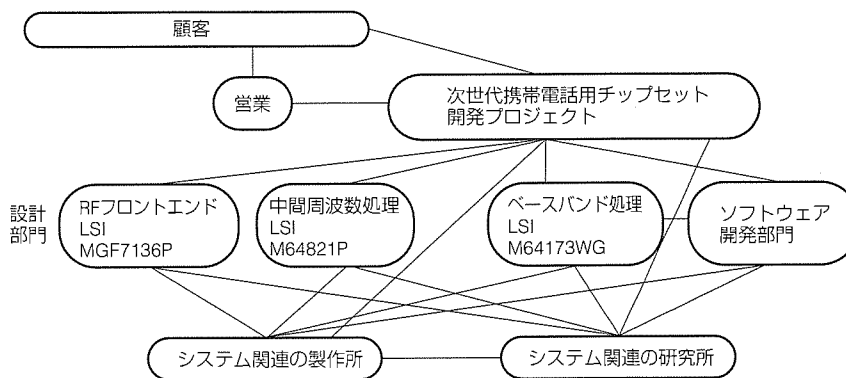 顧客
営業
次世代携帯電話用チップセット
開発プロジェクト
設計
部門
RFフロントエンド
LSI
MGF7136P
中間周波数処理
LSI
M64821P
ベースバンド処理
LSI
M64173WG
ソフトウェア
開発部門
システム関連の製作所
システム関連の研究所